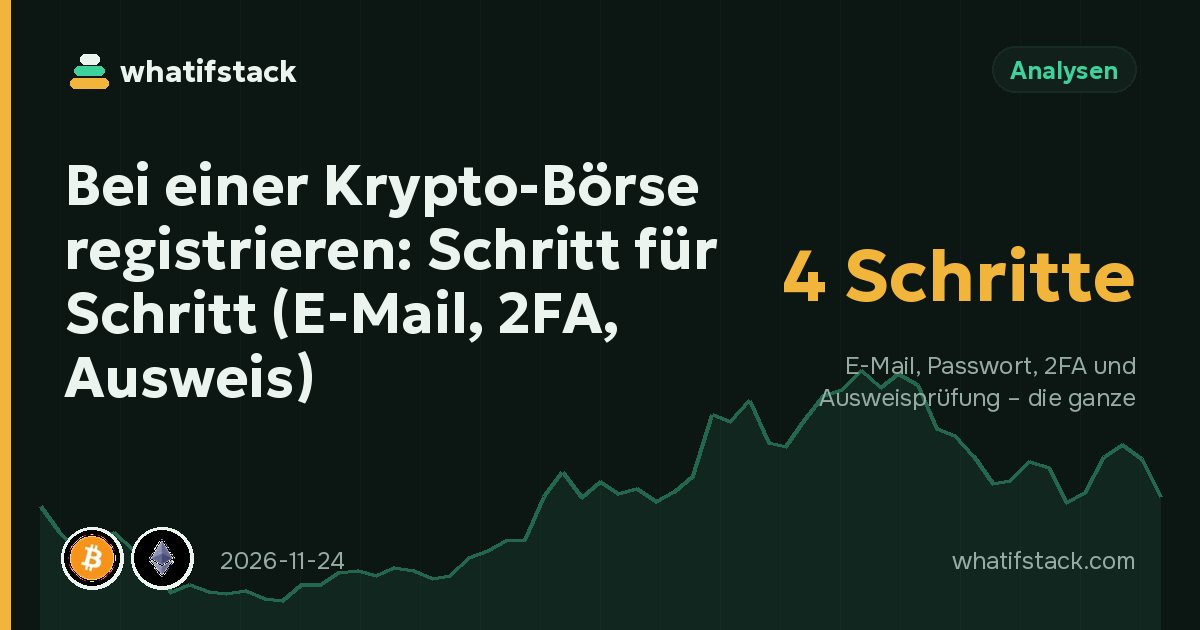 whatifstack
Analysen
Bei einer Krypto-Börse
registrieren: Schritt für
Schritt (E-Mail, 2FA,
Ausweis)
4 Schritte
E-Mail, Passwort, 2FA und
Ausweisprüfung – die ganze
2026-11-24
whatifstack.com